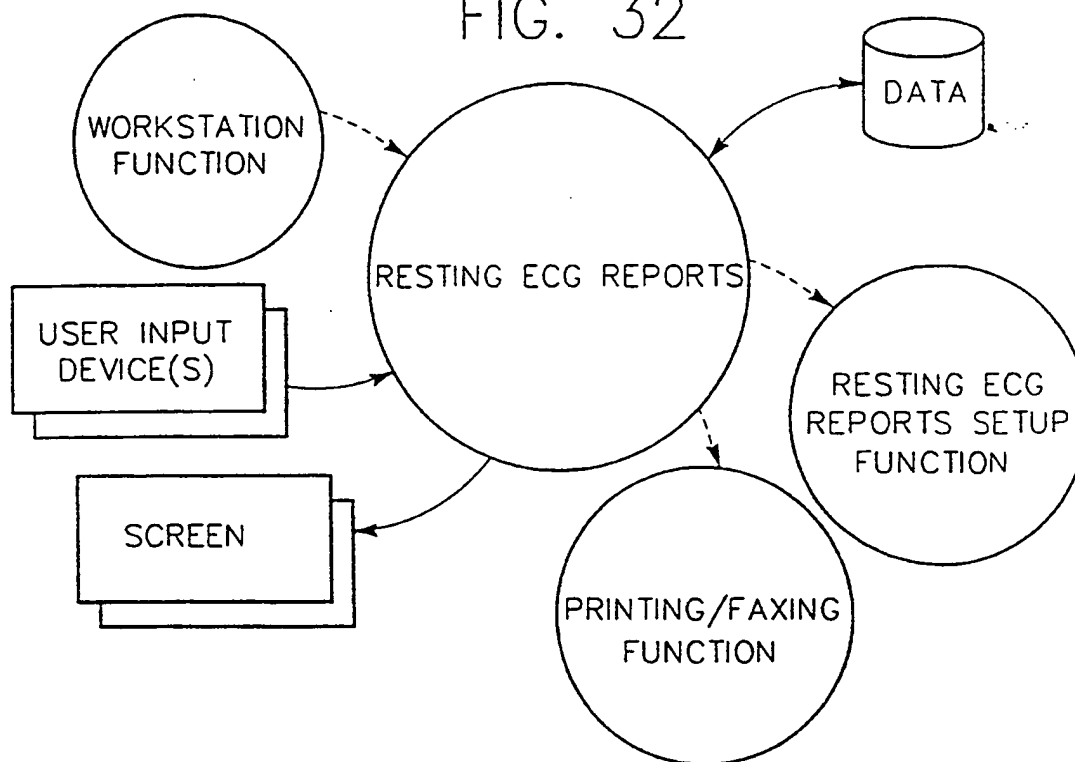 FIG. 32
WORKSTATION
FUNCTION
DATA
RESTING ECG REPORTS
USER INPUT
DEVICE(S)
RESTING ECG
REPORTS SETUP
FUNCTION
SCREEN
PRINTING/FAXING
FUNCTION